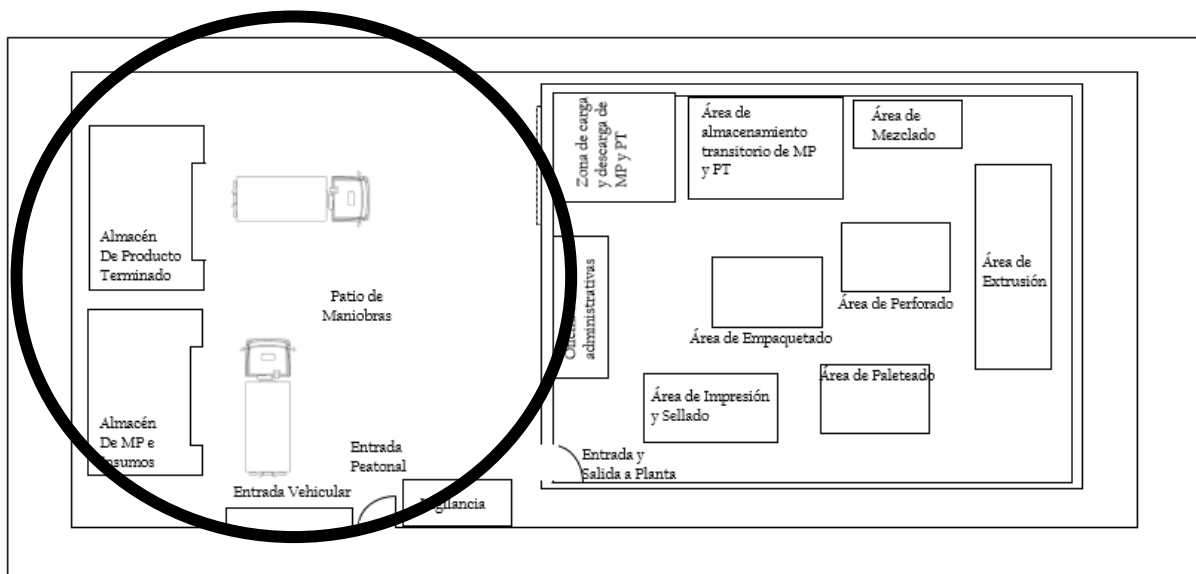 Almacén
De Producto
Terminado
Patio de
Maniobras
Almacén
De MP e
Insumos
Entrada
Peatonal
Entrada Vehicular
Vigilancia
Zona de carga
y descarga de
MP y PT
Área de
almacenamiento
transitorio de MP
y PT
Área de
Mezclado
Oficinas
administrativas
Área de
Extrusión
Área de Perforado
Área de Empaquetado
Área de Paleteado
Área de Impresión
y Sellado
Entrada y
Salida a Planta